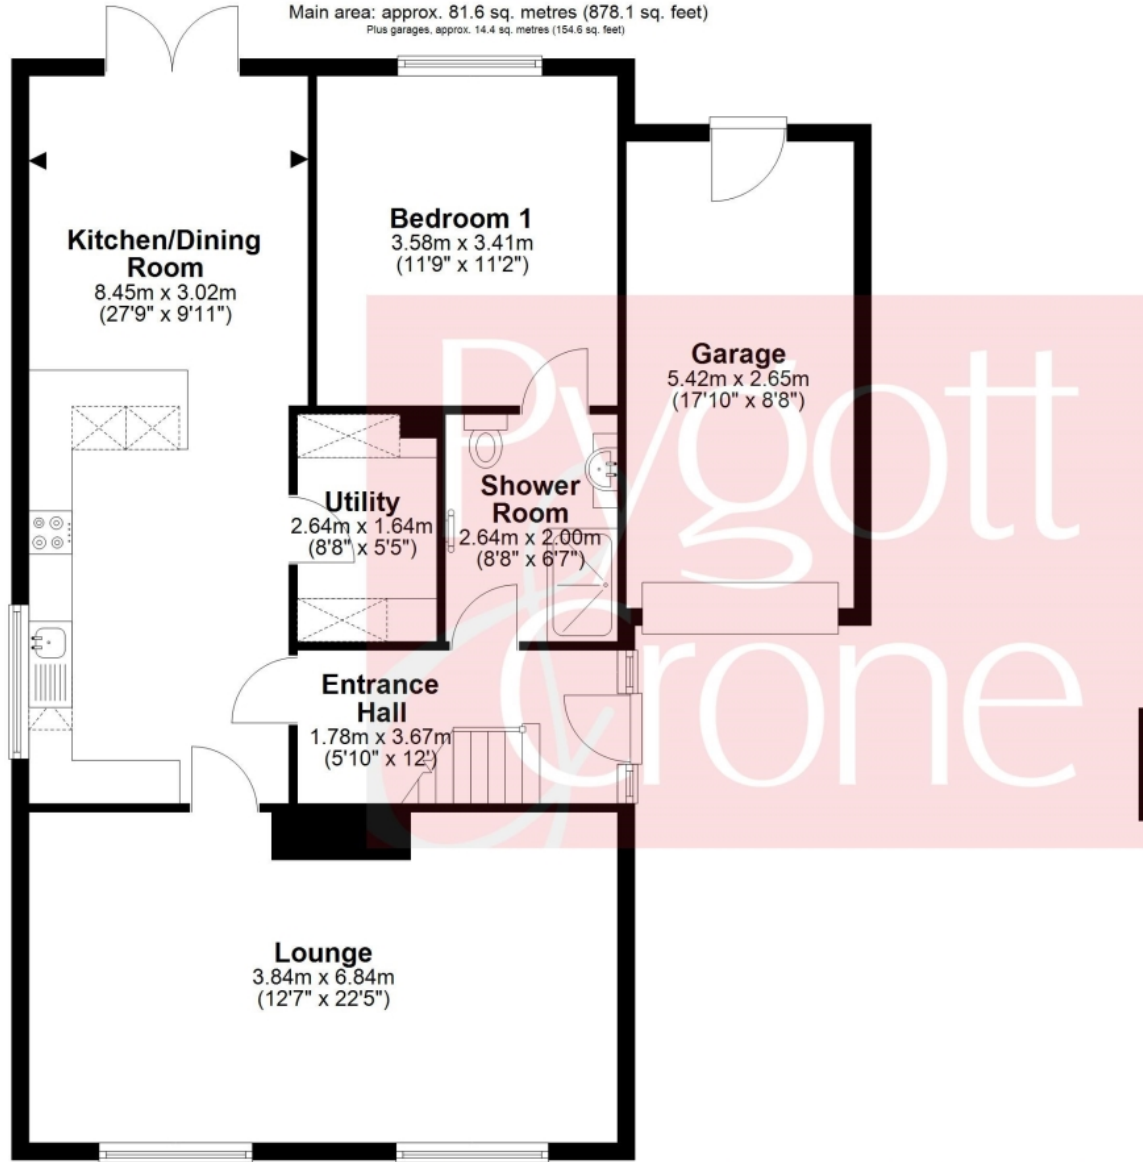 Main area: approx. 81.6 sq. metres (878.1 sq. feet)
Plus garages, approx. 14.4 sq. metres (154.6 sq. feet)
Kitchen/Dining
Room
8.45m x 3.02m
(27'9" x 9'11")
Bedroom 1
3.58m x 3.41m
(11'9" x 11'2")
Garage
5.42m x 2.65m
(17'10" x 8'8")
Utility
2.64m x 1.64m
(8'8" x 5'5")
Shower
Room
2.64m x 2.00m
(8'8" x 6'7")
Entrance
Hall
1.78m x 3.67m
(5'10" x 12')
Lounge
3.84m x 6.84m
(12'7" x 22'5")
Pygott
Crone